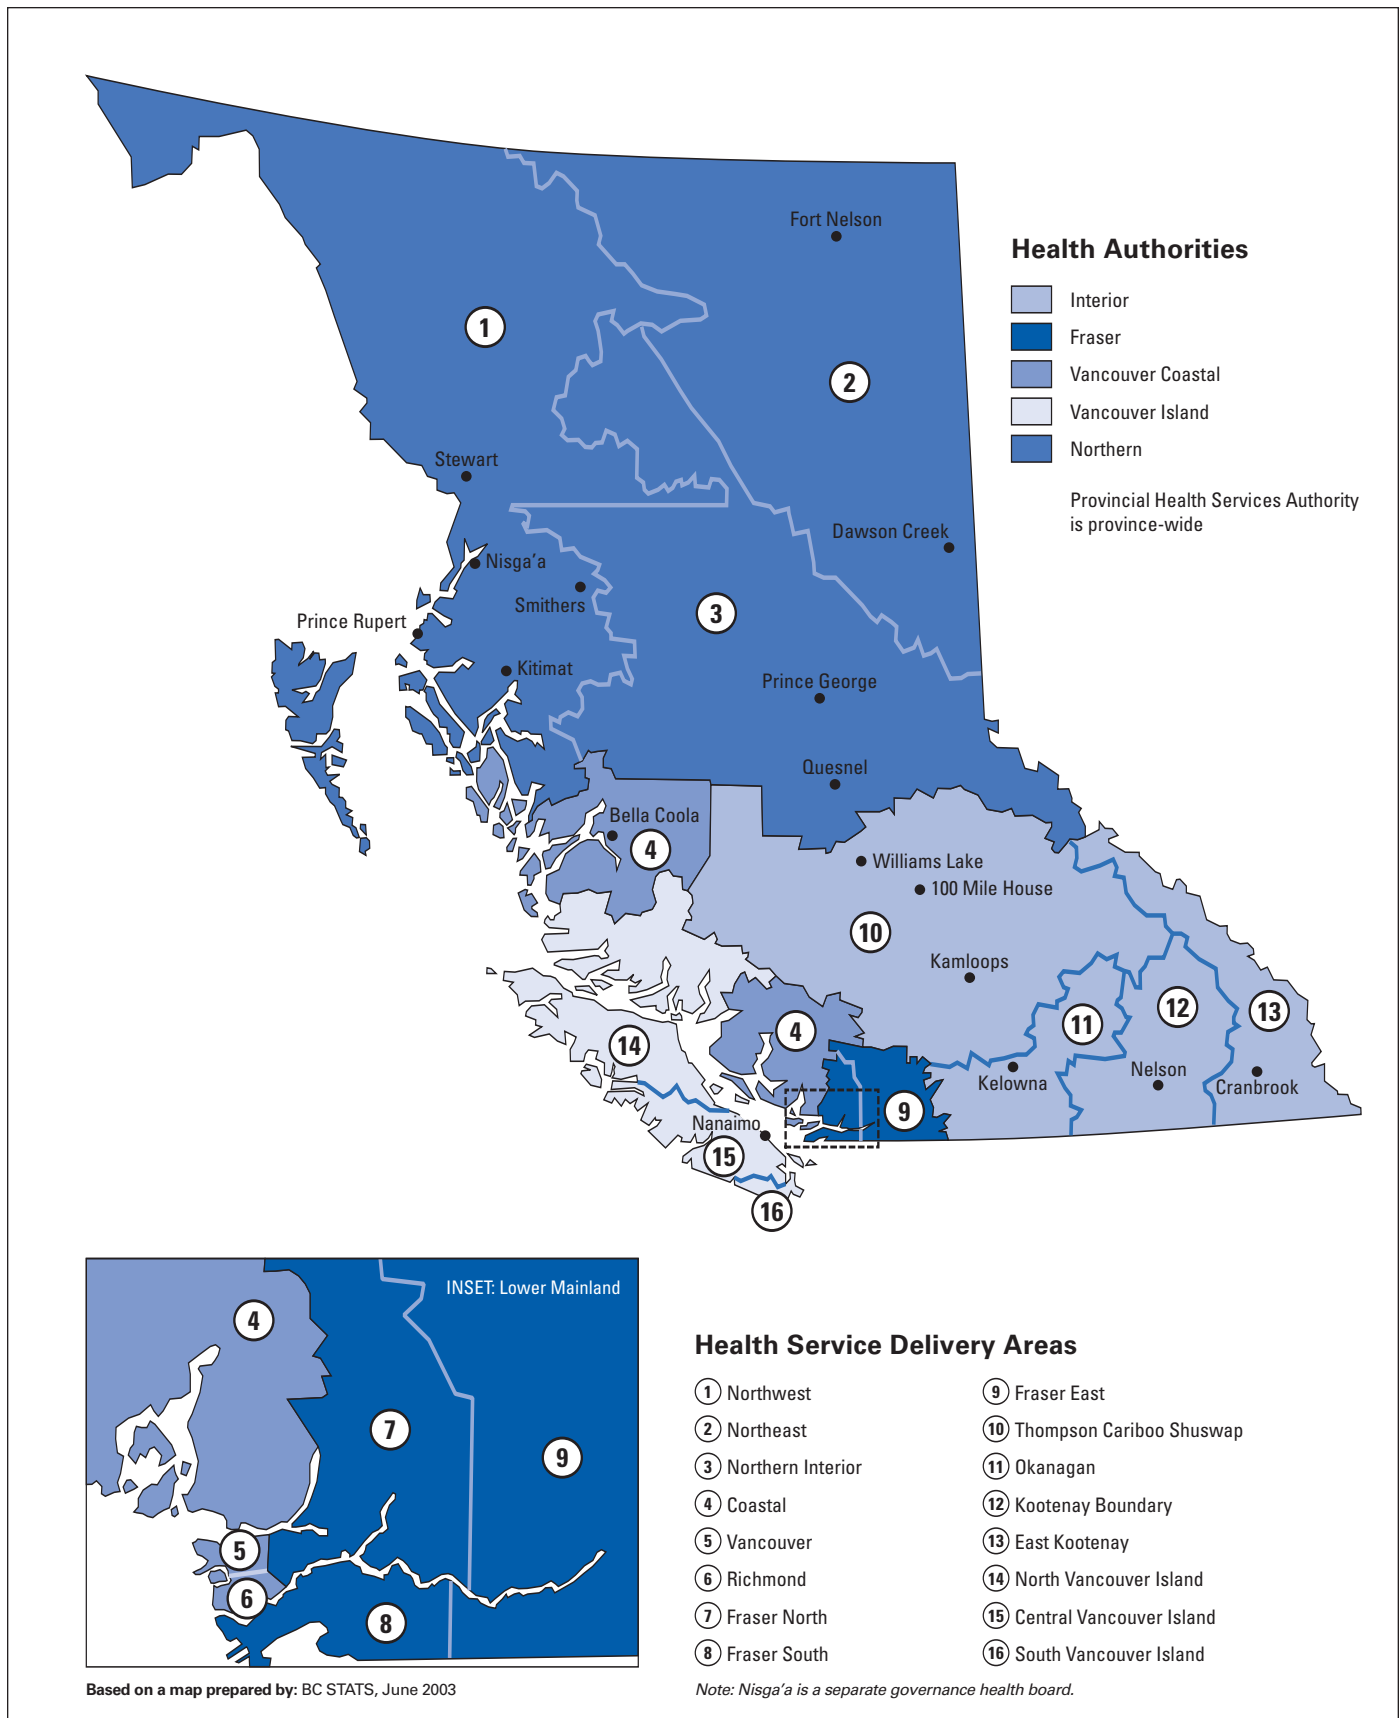 Fort Nelson
Health Authorities
Interior
1
Fraser
2
Vancouver Coastal
Vancouver Island
Northern
Stewart
Provincial Health Services Authority
is province-wide
Dawson Creek
Nisga'a
Smithers
3
Prince Rupert
Kitimat
Prince George
Quesnel
Bella Coola
4
Williams Lake
100 Mile House
10
Kamloops
12
13
11
4
14
Nelson
Kelowna
Cranbrook
9
Nanaimo
15
16
INSET: Lower Mainland
4
7
9
5
6
8
Based on a map prepared by: BC STATS, June 2003
Health Service Delivery Areas
1 Northwest
2 Northeast
3 Northern Interior
4 Coastal
5 Vancouver
6 Richmond
7 Fraser North
8 Fraser South
9 Fraser East
10 Thompson Cariboo Shuswap
11 Okanagan
12 Kootenay Boundary
13 East Kootenay
14 North Vancouver Island
15 Central Vancouver Island
16 South Vancouver Island
Note: Nisga'a is a separate governance health board.